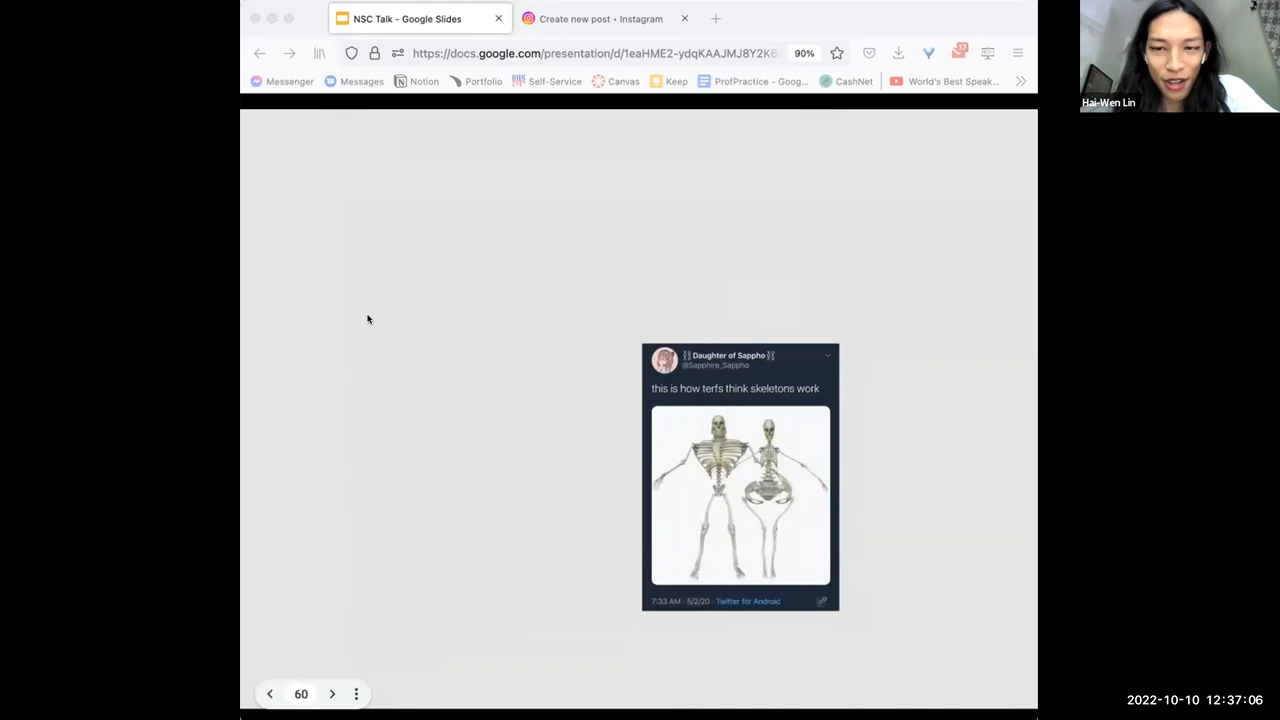 NSC Talk - Google Slides
Create new post • Instagram
https://docs.google.com/presentation/d/1eaHME2-ydqKAAJMJ8Y2K6
90%
17
Messenger
Messages
Notion
Portfolio
Self-Service
Canvas
Keep
ProfPractice - Goog...
CashNet
World's Best Speak...
Hai-Wen Lin
Daughter of Sappho
@Sapphire_Sappho
this is how terfs think skeletons work
7:33 AM · 5/2/20 · Twitter for Android
60
2022-10-10 12:37:06